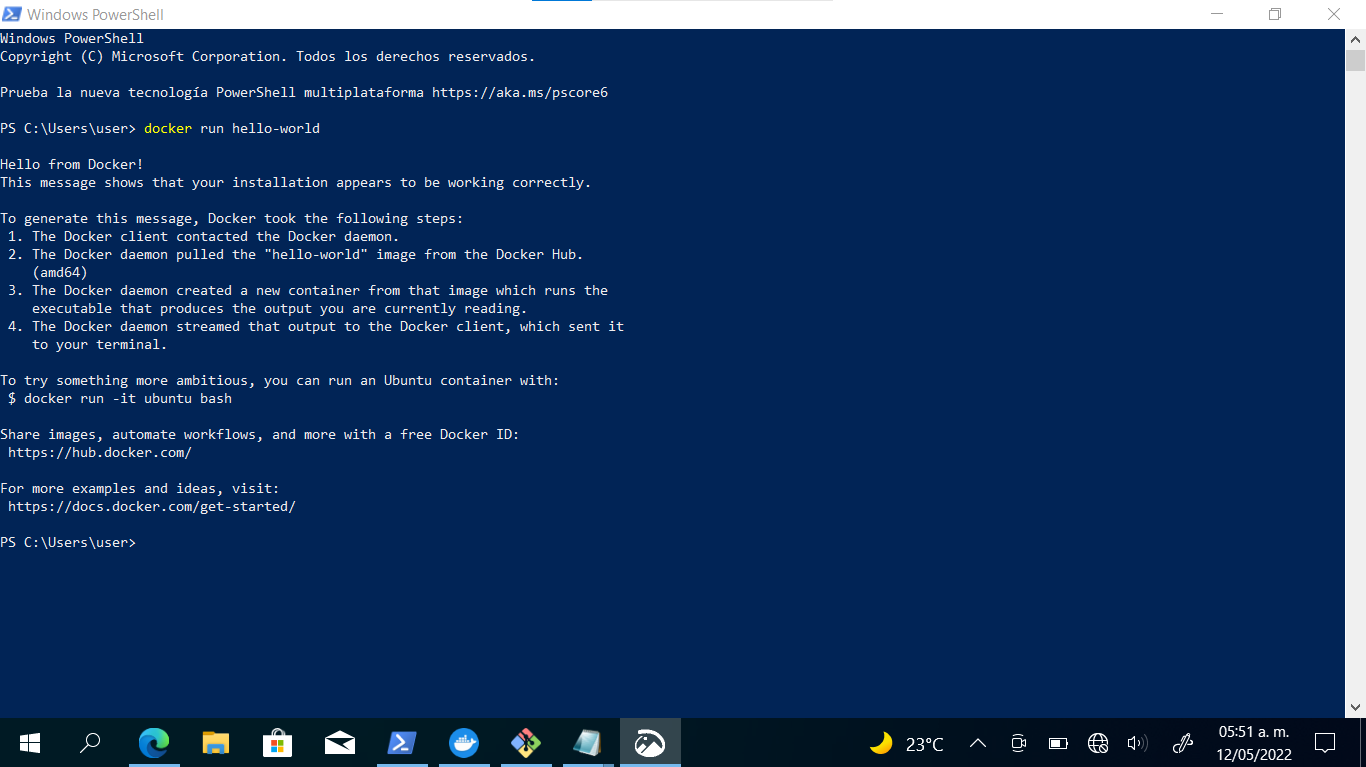 Windows PowerShell
Windows PowerShell
Copyright (C) Microsoft Corporation. Todos los derechos reservados.
Prueba la nueva tecnología PowerShell multiplataforma https://aka.ms/pscore6
PS C:\Users\user> docker run hello-world
Hello from Docker!
This message shows that your installation appears to be working correctly.
To generate this message, Docker took the following steps:
1. The Docker client contacted the Docker daemon.
2. The Docker daemon pulled the "hello-world" image from the Docker Hub.
(amd64)
3. The Docker daemon created a new container from that image which runs the
executable that produces the output you are currently reading.
4. The Docker daemon streamed that output to the Docker client, which sent it
to your terminal.
To try something more ambitious, you can run an Ubuntu container with:
$ docker run -it ubuntu bash
Share images, automate workflows, and more with a free Docker ID:
https://hub.docker.com/
For more examples and ideas, visit:
https://docs.docker.com/get-started/
PS C:\Users\user>
23°C
05:51 a. m.
12/05/2022